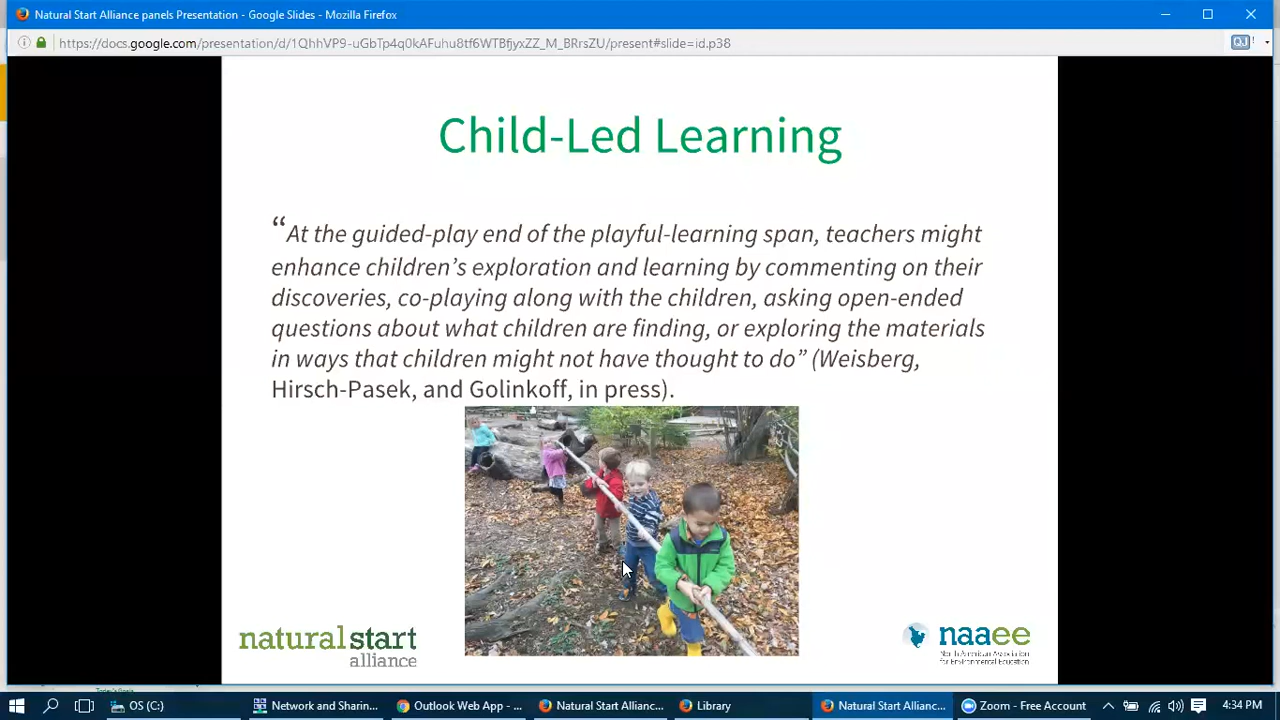 Natural Start Alliance panels Presentation - Google Slides - Mozilla Firefox
https://docs.google.com/presentation/d/1QhhVP9-uGbTp4q0kAFuhu8tf6WTBfjyxZZ_M_BRrsZU/present#slide=id.p38
Child-Led Learning
“At the guided-play end of the playful-learning span, teachers might
enhance children’s exploration and learning by commenting on their
discoveries, co-playing along with the children, asking open-ended
questions about what children are finding, or exploring the materials
in ways that children might not have thought to do” (Weisberg,
Hirsch-Pasek, and Golinkoff, in press).
natural start
alliance
naaee
North American Association
for Environmental Education
Today's Goals
OS (C:)
Network and Sharin...
Outlook Web App - ...
Natural Start Allianc...
Library
Natural Start Allianc...
Zoom - Free Account
4:34 PM